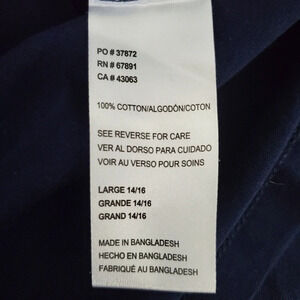 PO # 37872
RN # 67891
CA # 43063
100% COTTON/ALGODÓN/COTON
SEE REVERSE FOR CARE
VER AL DORSO PARA CUIDADO
VOIR AU VERSO POUR SOINS
LARGE 14/16
GRANDE 14/16
GRAND 14/16
MADE IN BANGLADESH
HECHO EN BANGLADESH
FABRIQUÉ AU BANGLADESH